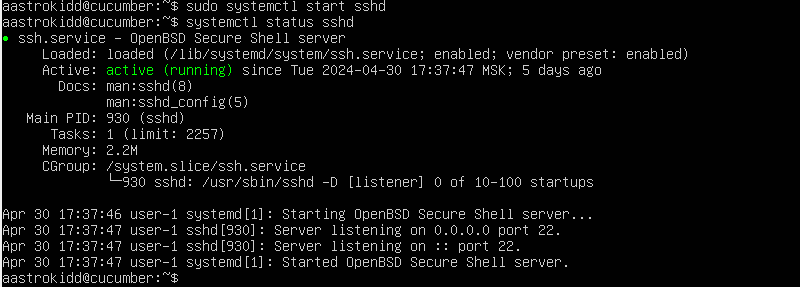 aastrokidd@cucumber:~$ sudo systemctl start sshd
aastrokidd@cucumber:~$ systemctl status sshd
● ssh.service - OpenBSD Secure Shell server
     Loaded: loaded (/lib/systemd/system/ssh.service; enabled; vendor preset: enabled)
     Active: active (running) since Tue 2024-04-30 17:37:47 MSK; 5 days ago
       Docs: man:sshd(8)
             man:sshd_config(5)
   Main PID: 930 (sshd)
      Tasks: 1 (limit: 2257)
     Memory: 2.2M
     CGroup: /system.slice/ssh.service
             └─930 sshd: /usr/sbin/sshd -D [listener] 0 of 10-100 startups
Apr 30 17:37:46 user-1 systemd[1]: Starting OpenBSD Secure Shell server...
Apr 30 17:37:47 user-1 sshd[930]: Server listening on 0.0.0.0 port 22.
Apr 30 17:37:47 user-1 sshd[930]: Server listening on :: port 22.
Apr 30 17:37:47 user-1 systemd[1]: Started OpenBSD Secure Shell server.
aastrokidd@cucumber:~$